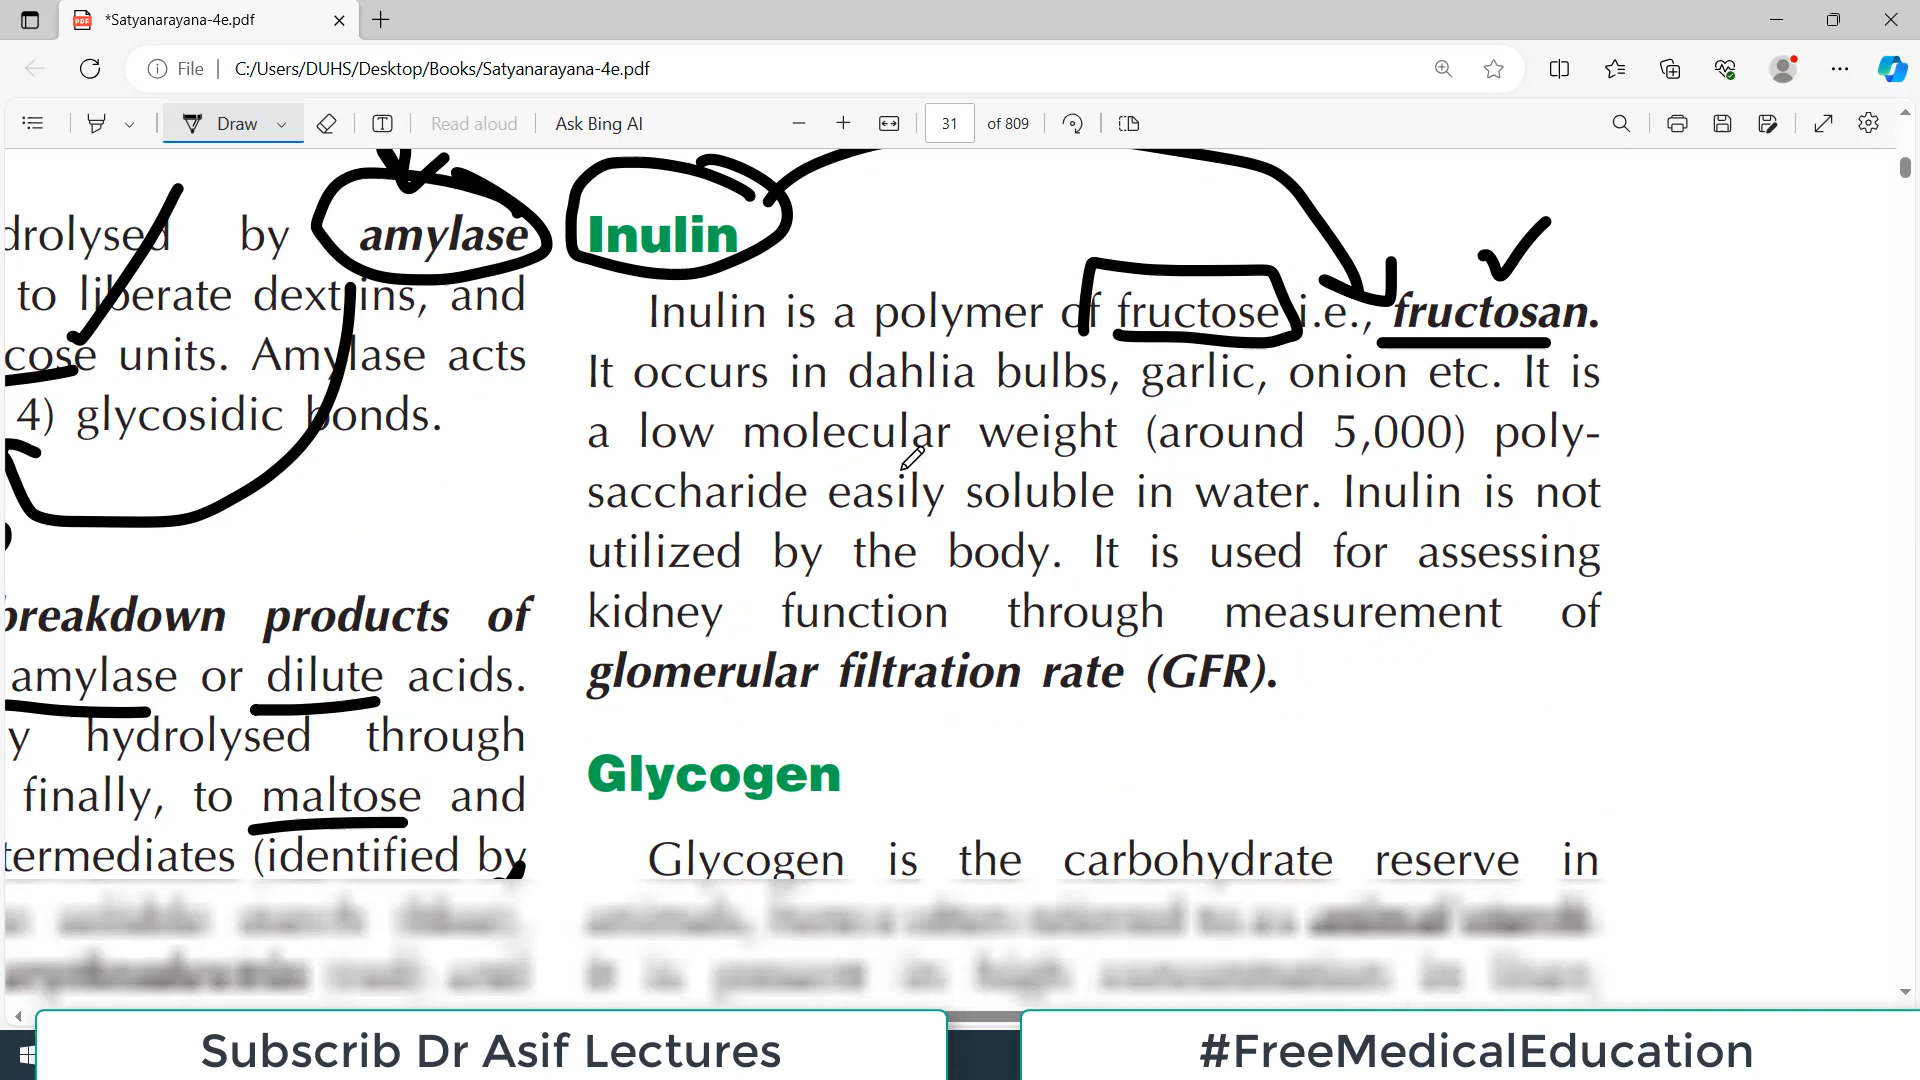 *Satyanarayana-4e.pdf
File
C:/Users/DUHS/Desktop/Books/Satyanarayana-4e.pdf
Draw
Read aloud
Ask Bing AI
31 of 809
drolysed by amylase
to liberate dextrins, and
cose units. Amylase acts
4) glycosidic bonds.
breakdown products of
amylase or dilute acids.
y hydrolysed through
finally, to maltose and
termediates (identified by
Inulin
Inulin is a polymer of fructose i.e., fructosan.
It occurs in dahlia bulbs, garlic, onion etc. It is
a low molecular weight (around 5,000) poly-
saccharide easily soluble in water. Inulin is not
utilized by the body. It is used for assessing
kidney function through measurement of
glomerular filtration rate (GFR).
Glycogen
Glycogen is the carbohydrate reserve in
Subscrib Dr Asif Lectures
#FreeMedicalEducation